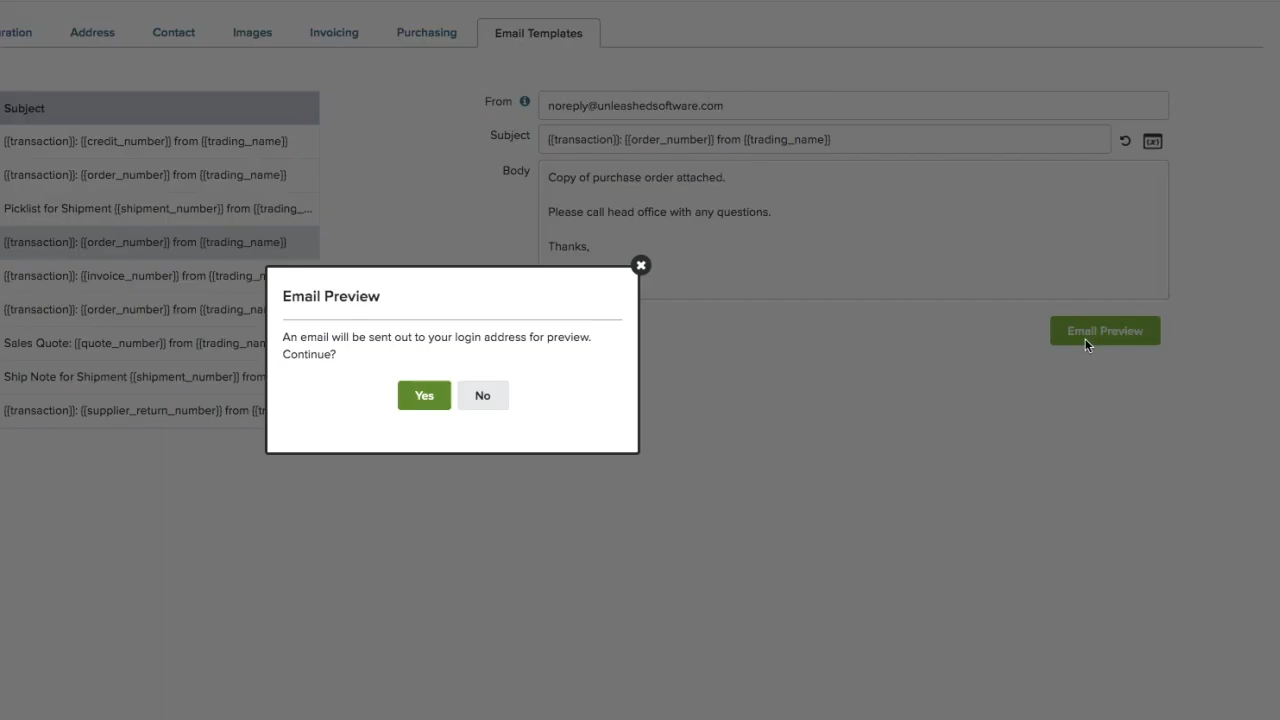 ration
Address
Contact
Images
Invoicing
Purchasing
Email Templates
Subject
{{transaction}}: {{credit_number}} from {{trading_name}}
{{transaction}}: {{order_number}} from {{trading_name}}
Picklist for Shipment {{shipment_number}} from {{trading_...
{{transaction}}: {{order_number}} from {{trading_name}}
{{transaction}}: {{invoice_number}} from {{trading_n
{{transaction}}: {{order_number}} from {{trading_na
Sales Quote: {{quote_number}} from {{trading_nam
Ship Note for Shipment {{shipment_number}} from
{{transaction}}: {{supplier_return_number}} from {{t
From
noreply@unleashedsoftware.com
Subject
{{transaction}}: {{order_number}} from {{trading_name}}
Body
Copy of purchase order attached.
Please call head office with any questions.
Thanks,
Email Preview
Email Preview
An email will be sent out to your login address for preview.
Continue?
Yes
No